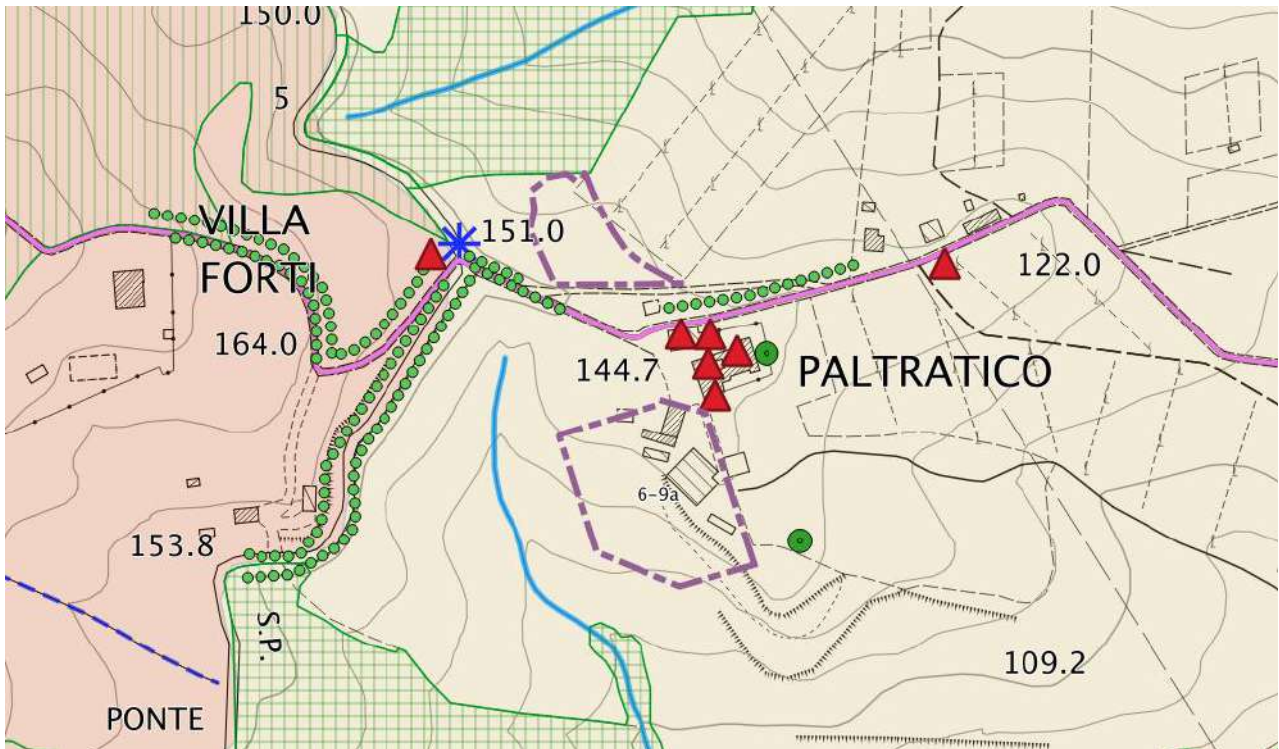 150.0
5
VILLA
FORTI
151.0
122.0
164.0
144.7
PALTRATICO
6-9a
153.8
S.P.
109.2
PONTE